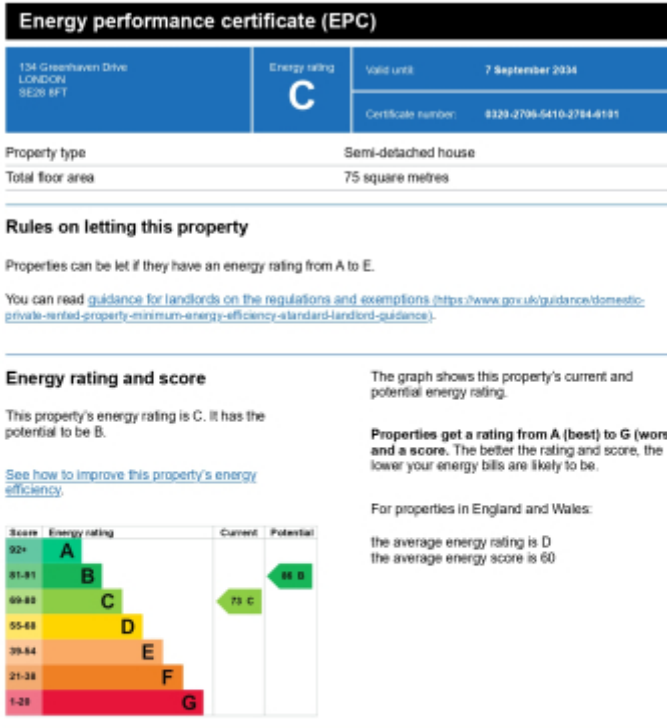 Energy performance certificate (EPC)
134 Greenhaven Drive
LONDON
SE28 8FT
Energy rating
C
Valid until:
7 September 2034
Certificate number:
0320-2706-5410-2704-6101
Property type
Semi-detached house
Total floor area
75 square metres
Rules on letting this property
Properties can be let if they have an energy rating from A to E.
You can read guidance for landlords on the regulations and exemptions (https://www.gov.uk/guidance/domestic-
private-rented-property-minimum-energy-efficiency-standard-landlord-guidance).
Energy rating and score
This property's energy rating is C. It has the
potential to be B.
See how to improve this property's energy
efficiency.
Score Energy rating Current Potential
92+ A
81-91 B 86 B
69-80 C 73 C
55-68 D
39-54 E
21-38 F
1-20 G
The graph shows this property's current and
potential energy rating.
Properties get a rating from A (best) to G (wors
and a score. The better the rating and score, the
lower your energy bills are likely to be.
For properties in England and Wales:
the average energy rating is D
the average energy score is 60